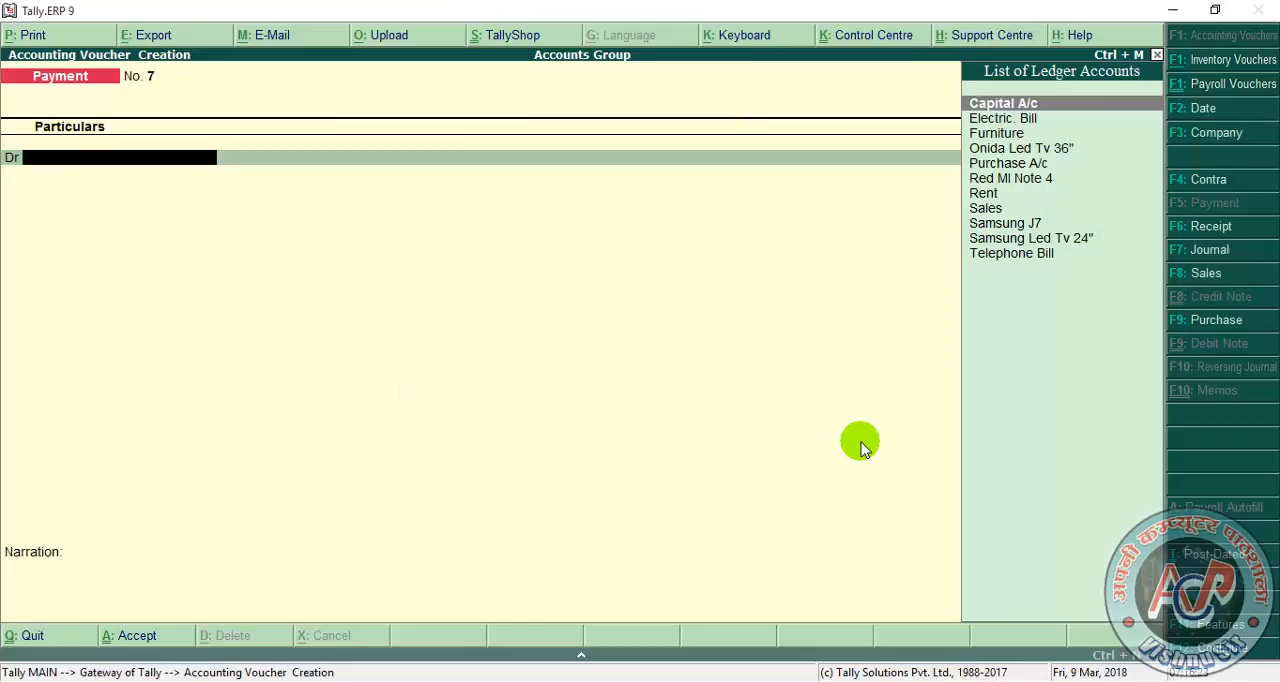 Tally.ERP 9
P: Print
E: Export
M: E-Mail
O: Upload
S: TallyShop
G: Language
K: Keyboard
K: Control Centre
H: Support Centre
H: Help
Accounting Voucher Creation
Accounts Group
Ctrl + M
Payment No. 7
Particulars
Dr
Narration:
List of Ledger Accounts
Capital A/c
Electric. Bill
Furniture
Onida Led Tv 36"
Purchase A/c
Red MI Note 4
Rent
Sales
Samsung J7
Samsung Led Tv 24"
Telephone Bill
F1: Accounting Vouchers
F1: Inventory Vouchers
F1: Payroll Vouchers
F2: Date
F3: Company
F4: Contra
F5: Payment
F6: Receipt
F7: Journal
F8: Sales
F8: Credit Note
F9: Purchase
F9: Debit Note
F10: Reversing Journal
F10: Memos
A: Payroll Autofill
T: Post-Dated
Features
अपनी कम्प्यूटर पाठशाला
ACP
Q: Quit
A: Accept
D: Delete
X: Cancel
Ctrl +
Tally MAIN --> Gateway of Tally --> Accounting Voucher Creation
(c) Tally Solutions Pvt. Ltd., 1988-2017
Fri, 9 Mar, 2018